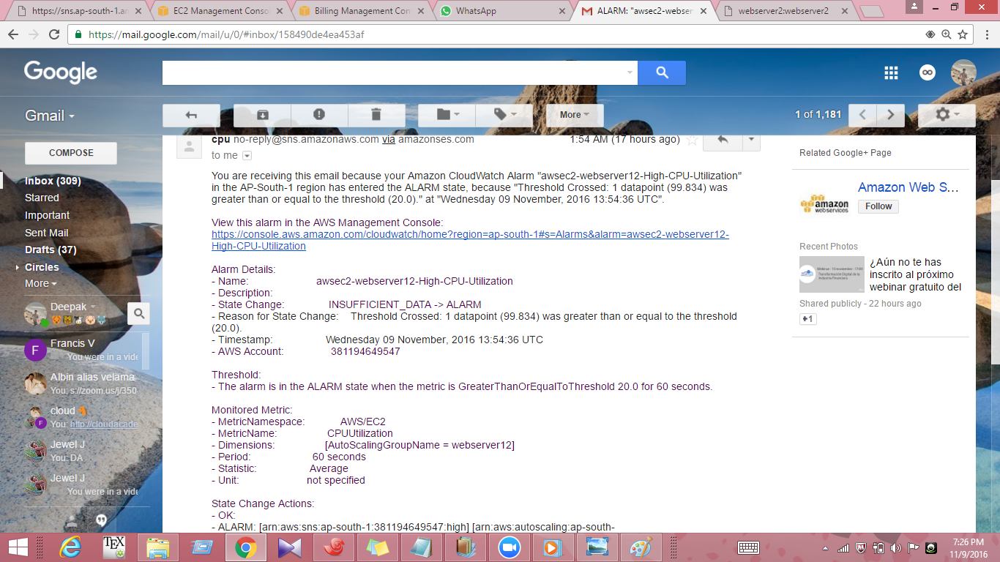 https://sns.ap-south-1.an
EC2 Management Conso
Billing Management Con
WhatsApp
ALARM: "awsec2-webser
webserver2:webserver2
https://mail.google.com/mail/u/0/#inbox/158490de4ea453af
Google
Gmail
More
1 of 1,181
COMPOSE
Inbox (309)
Starred
Important
Sent Mail
Drafts (37)
Circles
More
Deepak
Francis V
You were in a vide
Albin alias velama
You: s://zoom.us/j/350
cloud
You: http://cloudacade
Jewel J
You: DA
Jewel J
You were in a vide
cpu no-reply@sns.amazonaws.com via amazonses.com
1:54 AM (17 hours ago)
to me
You are receiving this email because your Amazon CloudWatch Alarm "awsec2-webserver12-High-CPU-Utilization"
in the AP-South-1 region has entered the ALARM state, because "Threshold Crossed: 1 datapoint (99.834) was
greater than or equal to the threshold (20.0)." at "Wednesday 09 November, 2016 13:54:36 UTC".
View this alarm in the AWS Management Console:
https://console.aws.amazon.com/cloudwatch/home?region=ap-south-1#s=Alarms&alarm=awsec2-webserver12-
High-CPU-Utilization
Alarm Details:
- Name: awsec2-webserver12-High-CPU-Utilization
- Description:
- State Change: INSUFFICIENT_DATA -> ALARM
- Reason for State Change: Threshold Crossed: 1 datapoint (99.834) was greater than or equal to the threshold
(20.0).
- Timestamp: Wednesday 09 November, 2016 13:54:36 UTC
- AWS Account: 381194649547
Threshold:
- The alarm is in the ALARM state when the metric is GreaterThanOrEqualToThreshold 20.0 for 60 seconds.
Monitored Metric:
- MetricNamespace: AWS/EC2
- MetricName: CPUUtilization
- Dimensions: [AutoScalingGroupName = webserver12]
- Period: 60 seconds
- Statistic: Average
- Unit: not specified
State Change Actions:
- OK:
- ALARM: [arn:aws:sns:ap-south-1:381194649547:high] [arn:aws:autoscaling:ap-south-
Related Google+ Page
amazon
webservices
Amazon Web S...
Follow
Recent Photos
¿Aún no te has
inscrito al próximo
webinar gratuito del
Shared publicly - 22 hours ago
+1
7:26 PM
11/9/2016